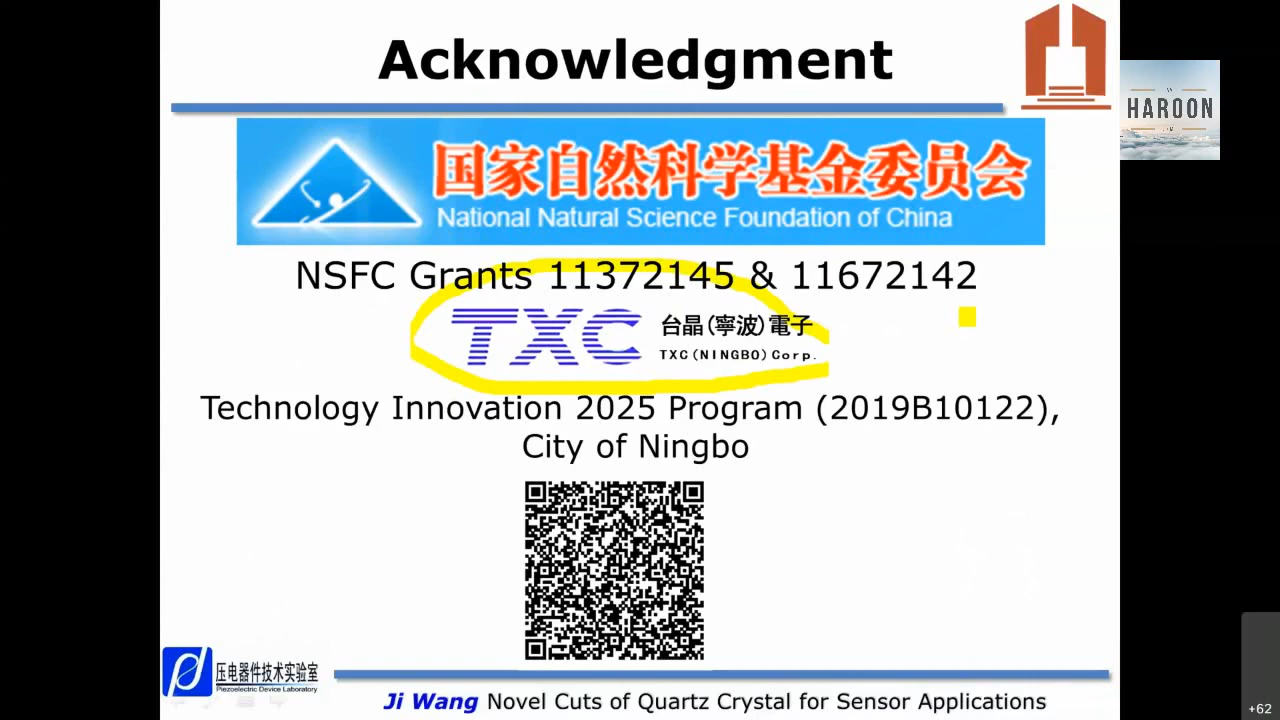 Acknowledgment
HAROON
国家自然科学基金委员会
National Natural Science Foundation of China
NSFC Grants 11372145 & 11672142
TXC 台晶(寧波)電子
TXC(NINGBO)Corp.
Technology Innovation 2025 Program (2019B10122),
City of Ningbo
压电器件技术实验室
Piezoelectric Device Laboratory
Ji Wang Novel Cuts of Quartz Crystal for Sensor Applications
+62